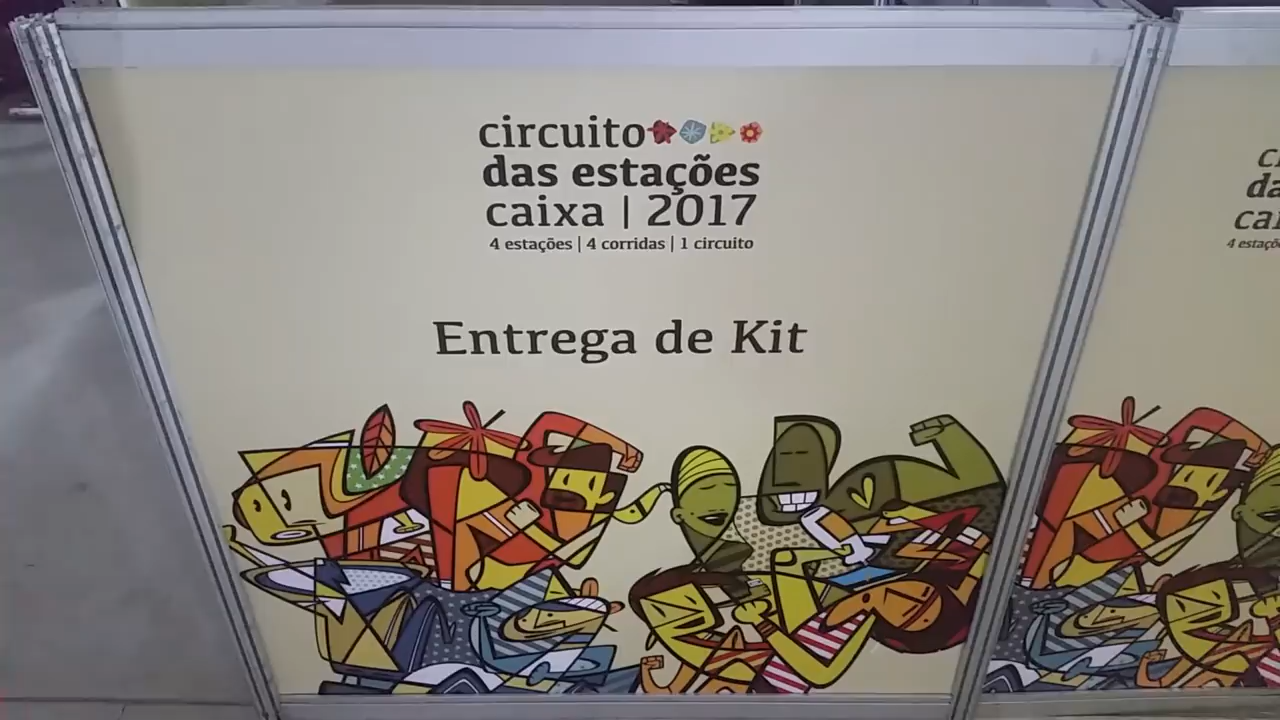 circuito
das estações
caixa | 2017
4 estações | 4 corridas | 1 circuito
Entrega de Kit